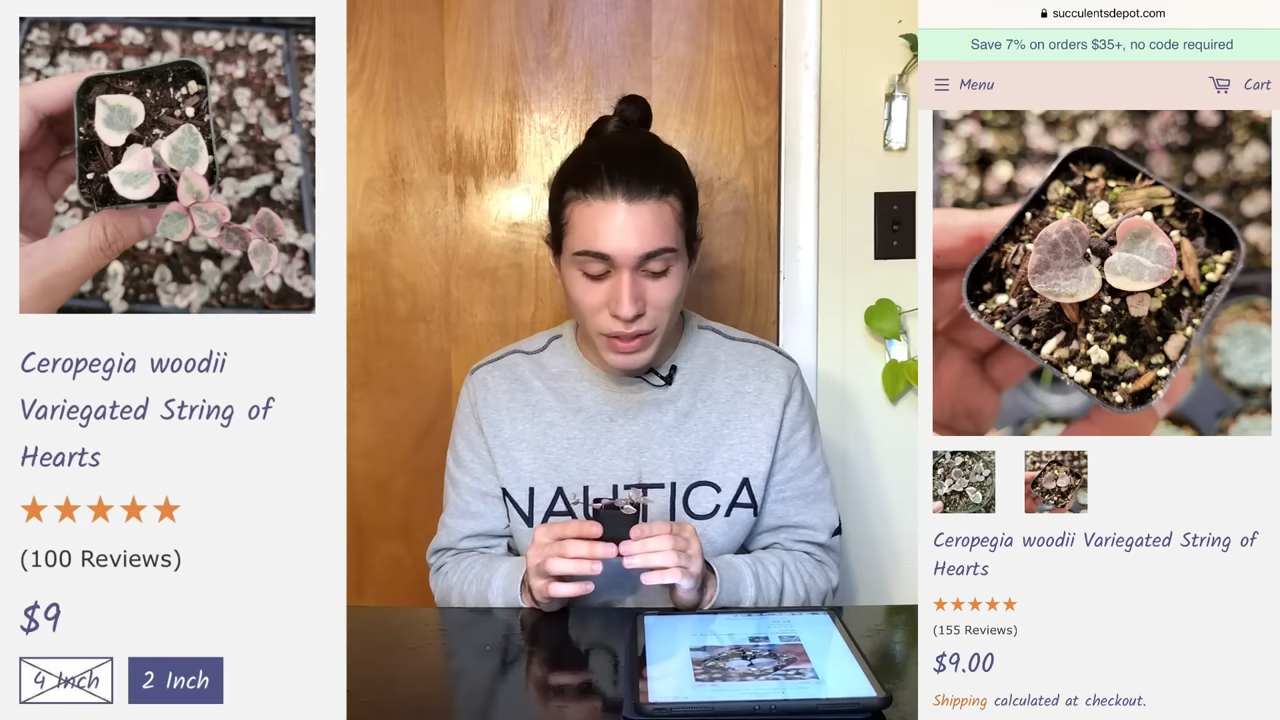 Ceropegia woodii
Variegated String of
Hearts
(100 Reviews)
$9
4 Inch
2 Inch
NAUTICA
succulentsdepot.com
Save 7% on orders $35+, no code required
Menu
Cart
Ceropegia woodii Variegated String of
Hearts
(155 Reviews)
$9.00
Shipping calculated at checkout.